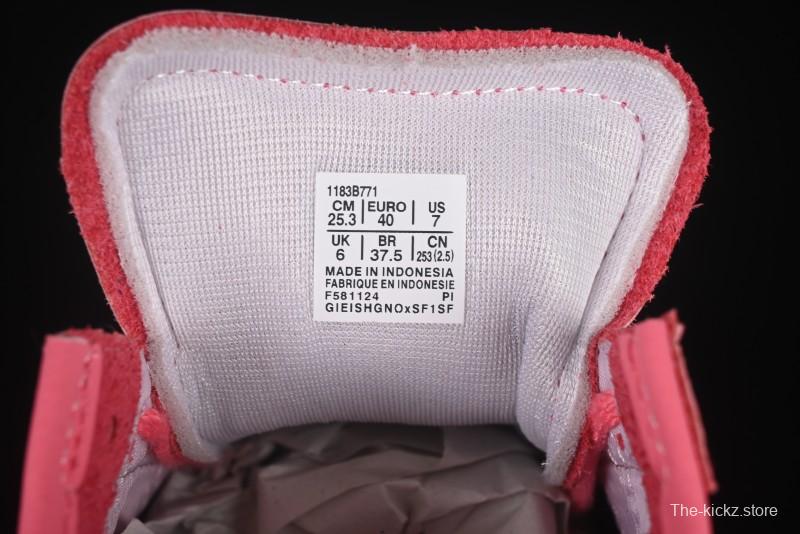 1183B771
CM EURO US
25.3 40 7
UK BR CN
6 37.5 253(2.5)
MADE IN INDONESIA
FABRIQUE EN INDONESIE
F581124 PI
GIEISHGNOxSF1SF
The-kickz.store